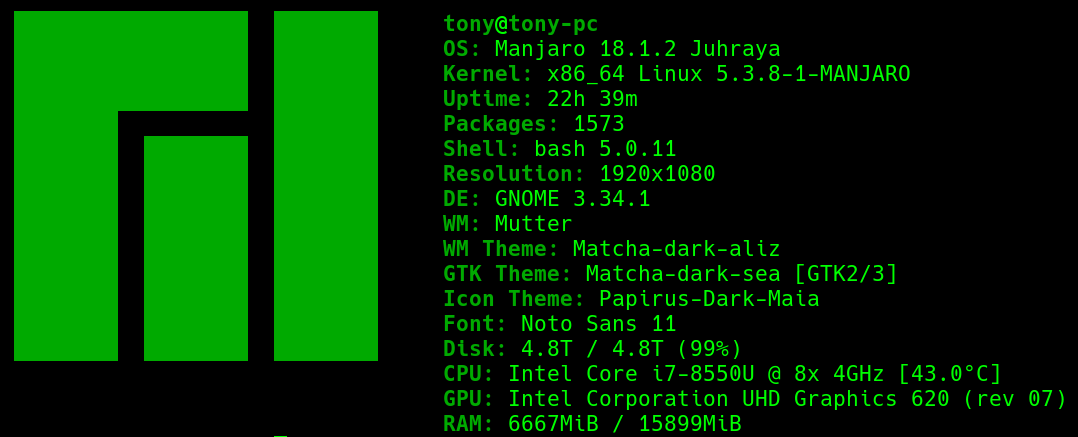 tony@tony-pc
OS: Manjaro 18.1.2 Juhraya
Kernel: x86_64 Linux 5.3.8-1-MANJARO
Uptime: 22h 39m
Packages: 1573
Shell: bash 5.0.11
Resolution: 1920x1080
DE: GNOME 3.34.1
WM: Mutter
WM Theme: Matcha-dark-aliz
GTK Theme: Matcha-dark-sea [GTK2/3]
Icon Theme: Papirus-Dark-Maia
Font: Noto Sans 11
Disk: 4.8T / 4.8T (99%)
CPU: Intel Core i7-8550U @ 8x 4GHz [43.0°C]
GPU: Intel Corporation UHD Graphics 620 (rev 07)
RAM: 6667MiB / 15899MiB